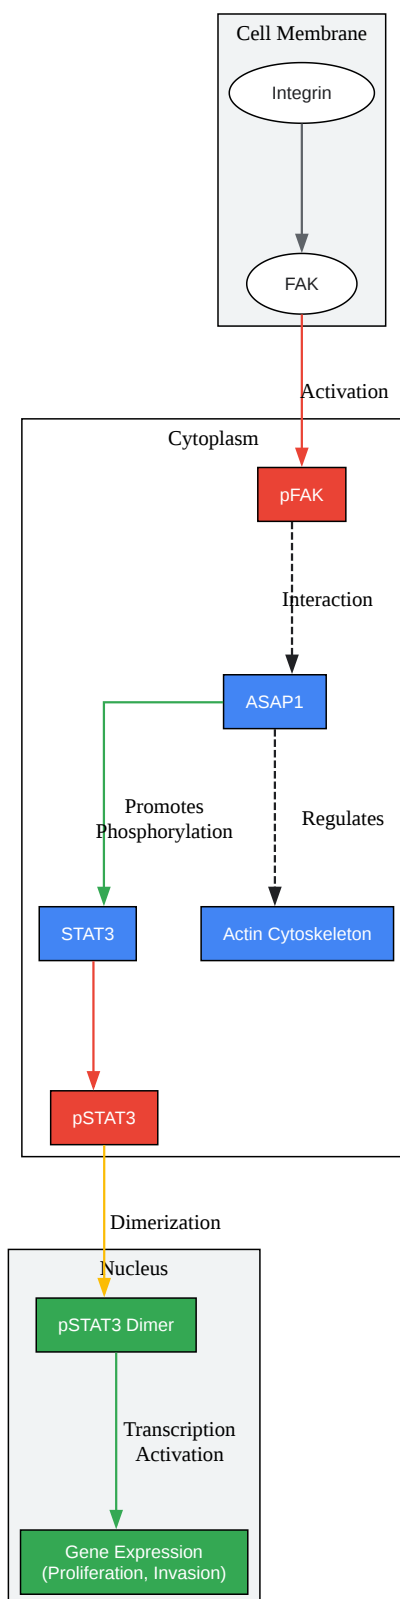 Cell Membrane
Integrin
FAK
Activation
Cytoplasm
pFAK
Interaction
ASAP1
Promotes
Phosphorylation
Regulates
STAT3
Actin Cytoskeleton
pSTAT3
Dimerization
Nucleus
pSTAT3 Dimer
Transcription
Activation
Gene Expression
(Proliferation, Invasion)